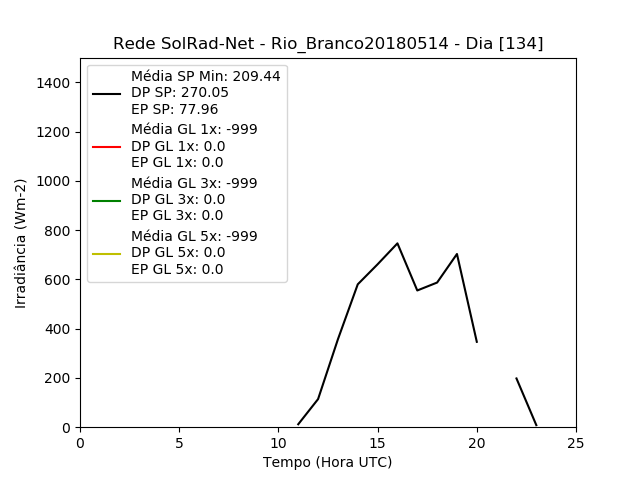 Rede SolRad-Net - Rio_Branco20180514 - Dia [134]
Média SP Min: 209.44
DP SP: 270.05
EP SP: 77.96
Média GL 1x: -999
DP GL 1x: 0.0
EP GL 1x: 0.0
Média GL 3x: -999
DP GL 3x: 0.0
EP GL 3x: 0.0
Média GL 5x: -999
DP GL 5x: 0.0
EP GL 5x: 0.0
Irradiância (Wm-2)
1400
1200
1000
800
600
400
200
0
0 5 10 15 20 25
Tempo (Hora UTC)